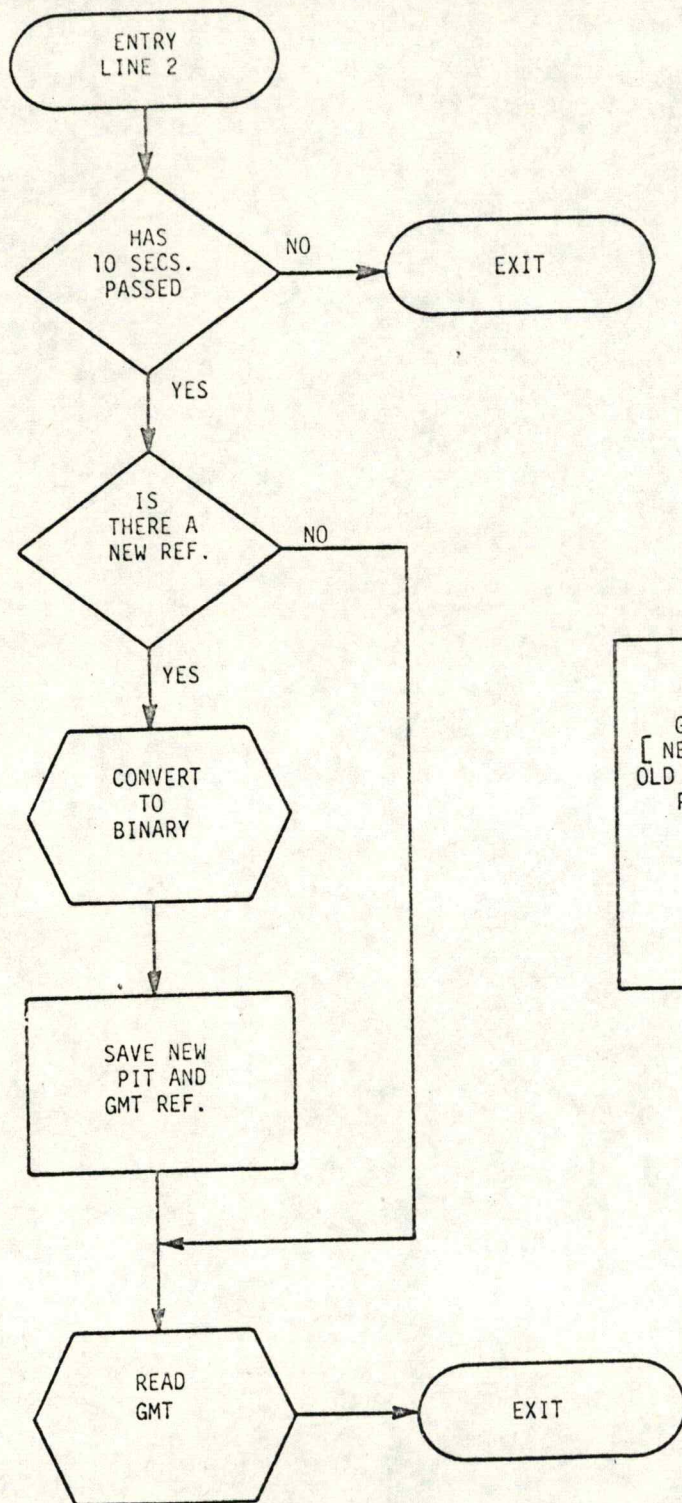 ENTRY
LINE 2
HAS
10 SECS.
PASSED
NO
EXIT
YES
IS
THERE A
NEW REF.
NO
YES
CONVERT
TO
BINARY
[
OLD
SAVE NEW
PIT AND
GMT REF.
READ
GMT
EXIT